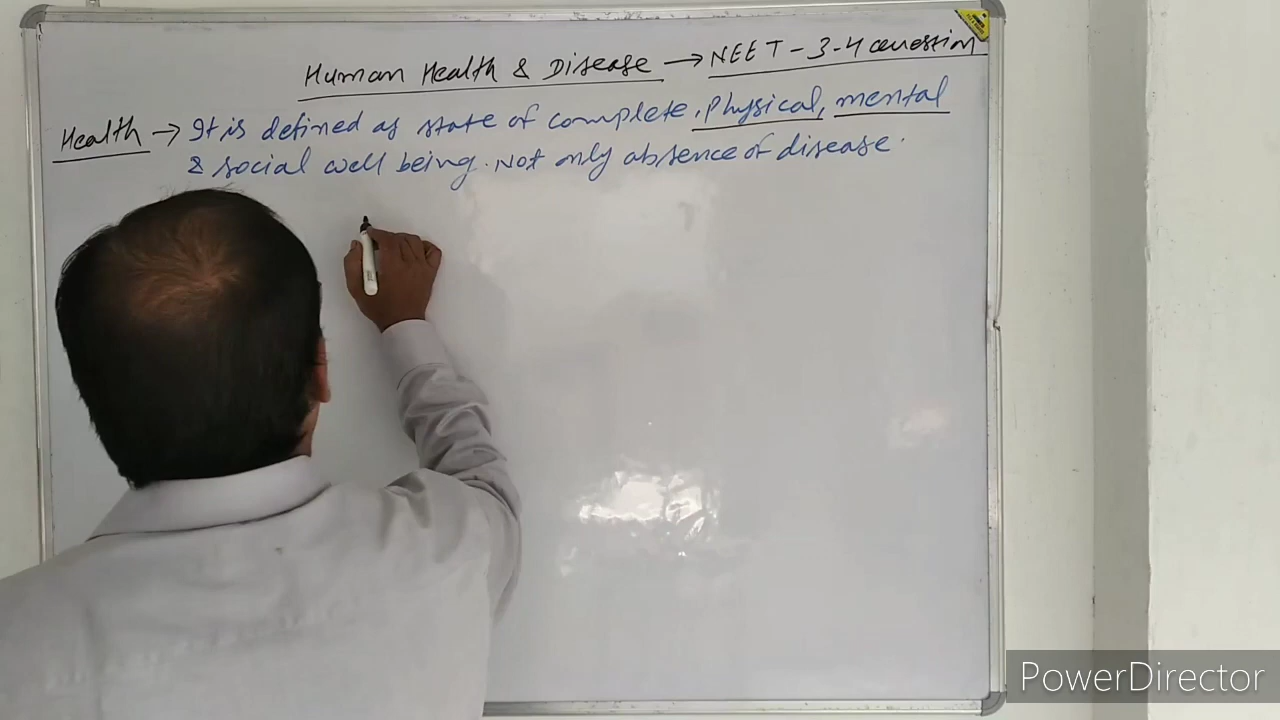 Human Health & Disease → NEET - 3-4 question
Health → It is defined as state of complete, physical, mental
& social well being. Not only absence of disease.
PowerDirector